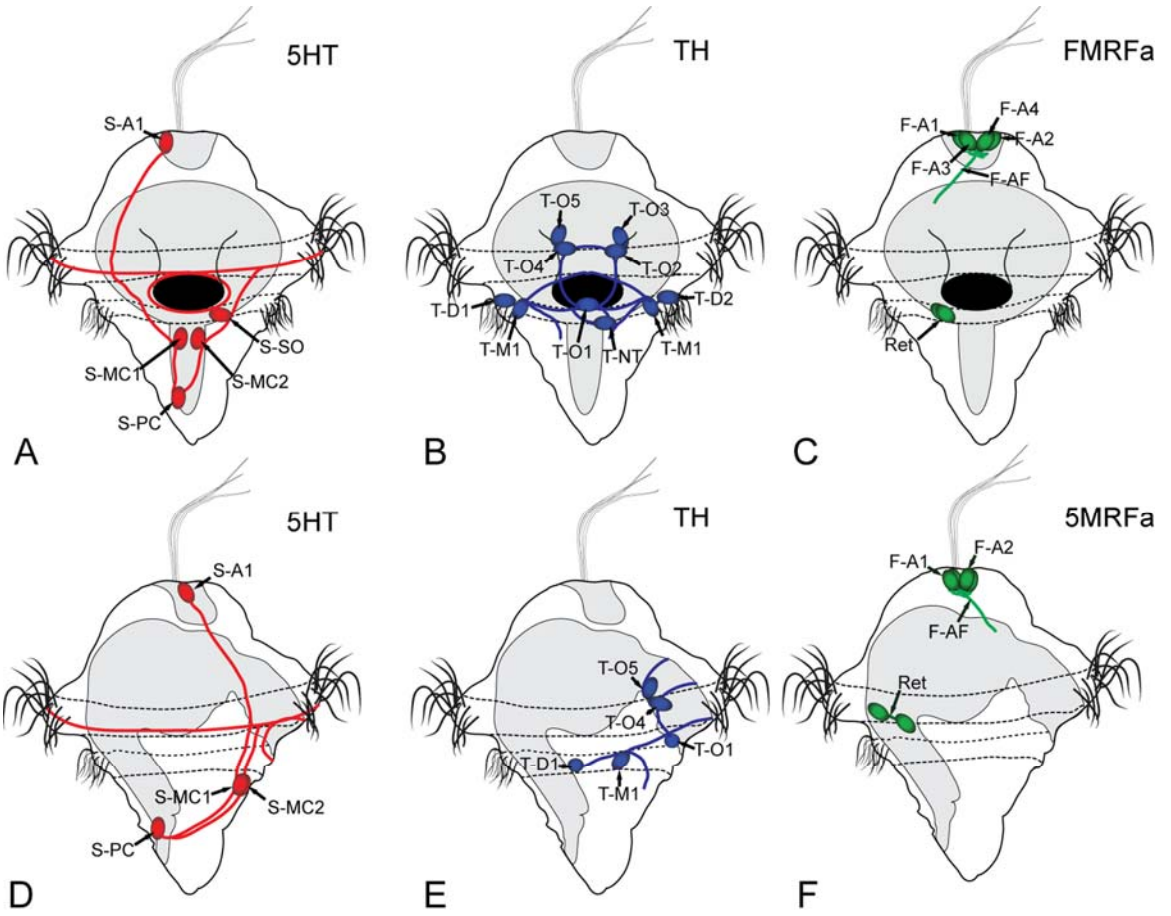 5HT
S-A1
S-SO
S-MC1
S-MC2
S-PC
A
TH
T-O5
T-O3
T-O4
T-O2
T-D1
T-D2
T-M1
T-O1
T-NT
T-M1
B
FMRFa
F-A4
F-A1
F-A2
F-A3
F-AF
Ret
C
5HT
S-A1
S-MC1
S-MC2
S-PC
D
TH
T-O5
T-O4
T-O1
T-D1
T-M1
E
5MRFa
F-A2
F-A1
F-AF
Ret
F